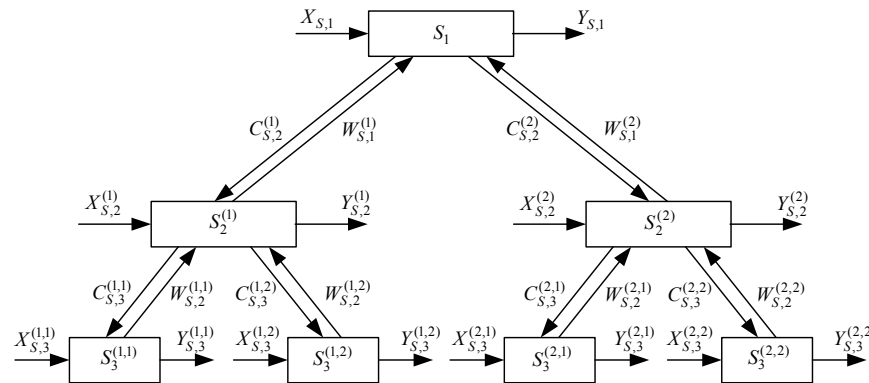 X_{S,1} S_1 Y_{S,1}
C_{S,2}^{(1)} W_{S,1}^{(1)} C_{S,2}^{(2)} W_{S,1}^{(2)}
X_{S,2}^{(1)} S_2^{(1)} Y_{S,2}^{(1)} X_{S,2}^{(2)} S_2^{(2)} Y_{S,2}^{(2)}
C_{S,3}^{(1,1)} W_{S,2}^{(1,1)} C_{S,3}^{(1,2)} W_{S,2}^{(1,2)} C_{S,3}^{(2,1)} W_{S,2}^{(2,1)} C_{S,3}^{(2,2)} W_{S,2}^{(2,2)}
X_{S,3}^{(1,1)} S_3^{(1,1)} Y_{S,3}^{(1,1)} X_{S,3}^{(1,2)} S_3^{(1,2)} Y_{S,3}^{(1,2)} X_{S,3}^{(2,1)} S_3^{(2,1)} Y_{S,3}^{(2,1)} X_{S,3}^{(2,2)} S_3^{(2,2)} Y_{S,3}^{(2,2)}